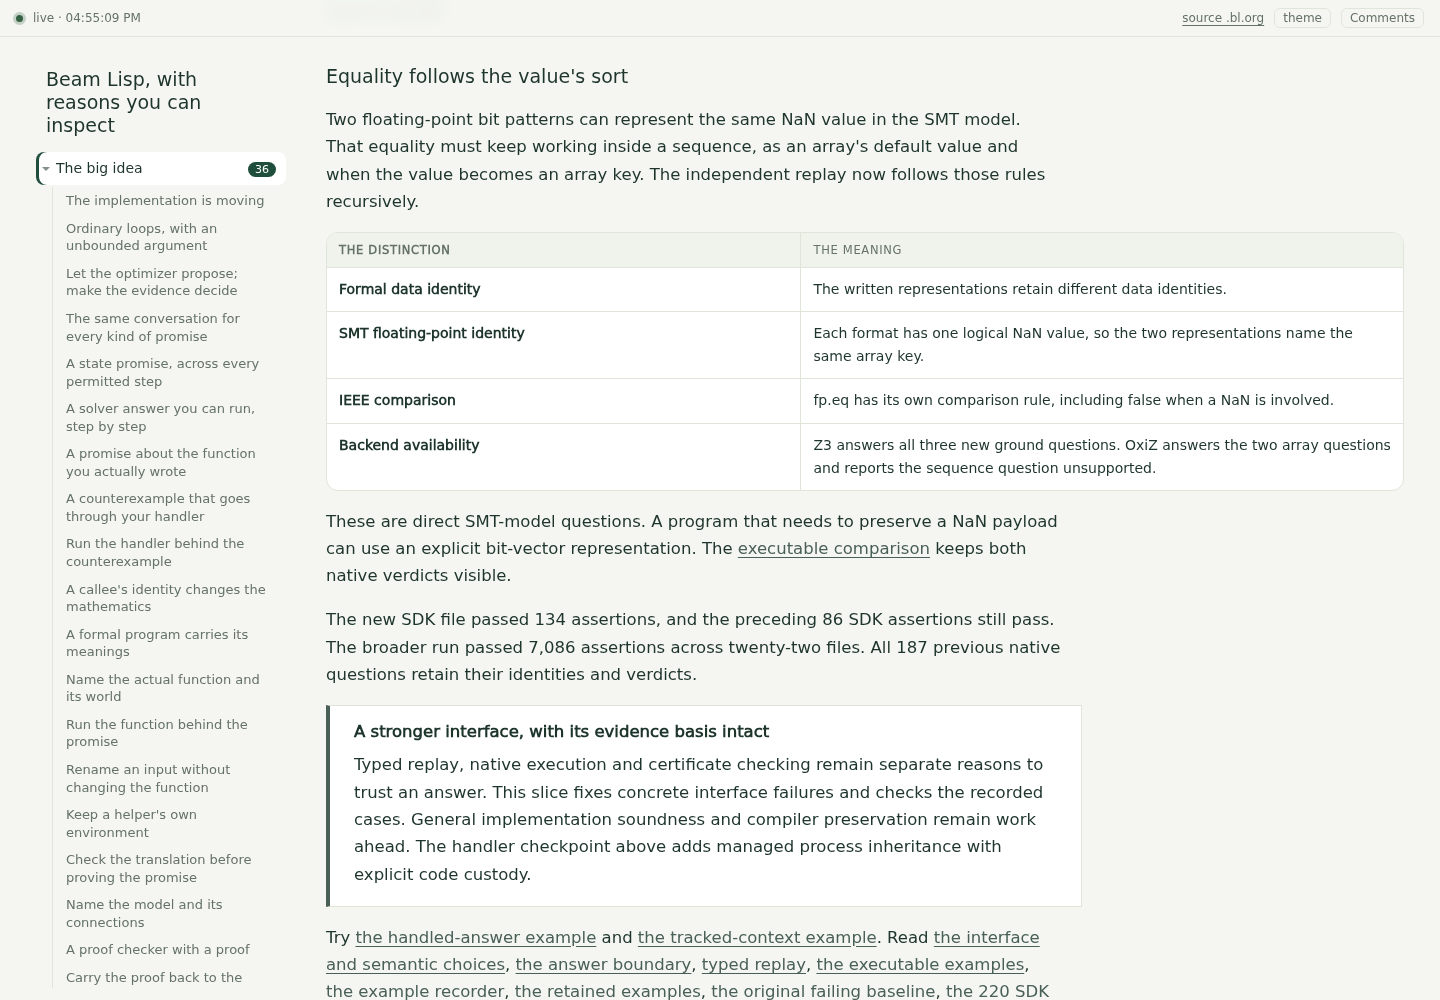 live · 04:55:09 PM
source .bl.org
theme
Comments
Beam Lisp, with
reasons you can
inspect
The big idea
36
The implementation is moving
Ordinary loops, with an
unbounded argument
Let the optimizer propose;
make the evidence decide
The same conversation for
every kind of promise
A state promise, across every
permitted step
A solver answer you can run,
step by step
A promise about the function
you actually wrote
A counterexample that goes
through your handler
Run the handler behind the
counterexample
A callee's identity changes the
mathematics
A formal program carries its
meanings
Name the actual function and
its world
Run the function behind the
promise
Rename an input without
changing the function
Keep a helper's own
environment
Check the translation before
proving the promise
Name the model and its
connections
A proof checker with a proof
Carry the proof back to the
Equality follows the value's sort
Two floating-point bit patterns can represent the same NaN value in the SMT model.
That equality must keep working inside a sequence, as an array's default value and
when the value becomes an array key. The independent replay now follows those rules
recursively.
THE DISTINCTION
THE MEANING
Formal data identity
The written representations retain different data identities.
SMT floating-point identity
Each format has one logical NaN value, so the two representations name the
same array key.
IEEE comparison
fp.eq has its own comparison rule, including false when a NaN is involved.
Backend availability
Z3 answers all three new ground questions. OxiZ answers the two array questions
and reports the sequence question unsupported.
These are direct SMT-model questions. A program that needs to preserve a NaN payload
can use an explicit bit-vector representation. The executable comparison keeps both
native verdicts visible.
The new SDK file passed 134 assertions, and the preceding 86 SDK assertions still pass.
The broader run passed 7,086 assertions across twenty-two files. All 187 previous native
questions retain their identities and verdicts.
A stronger interface, with its evidence basis intact
Typed replay, native execution and certificate checking remain separate reasons to
trust an answer. This slice fixes concrete interface failures and checks the recorded
cases. General implementation soundness and compiler preservation remain work
ahead. The handler checkpoint above adds managed process inheritance with
explicit code custody.
Try the handled-answer example and the tracked-context example. Read the interface
and semantic choices, the answer boundary, typed replay, the executable examples,
the example recorder, the retained examples, the original failing baseline, the 220 SDK